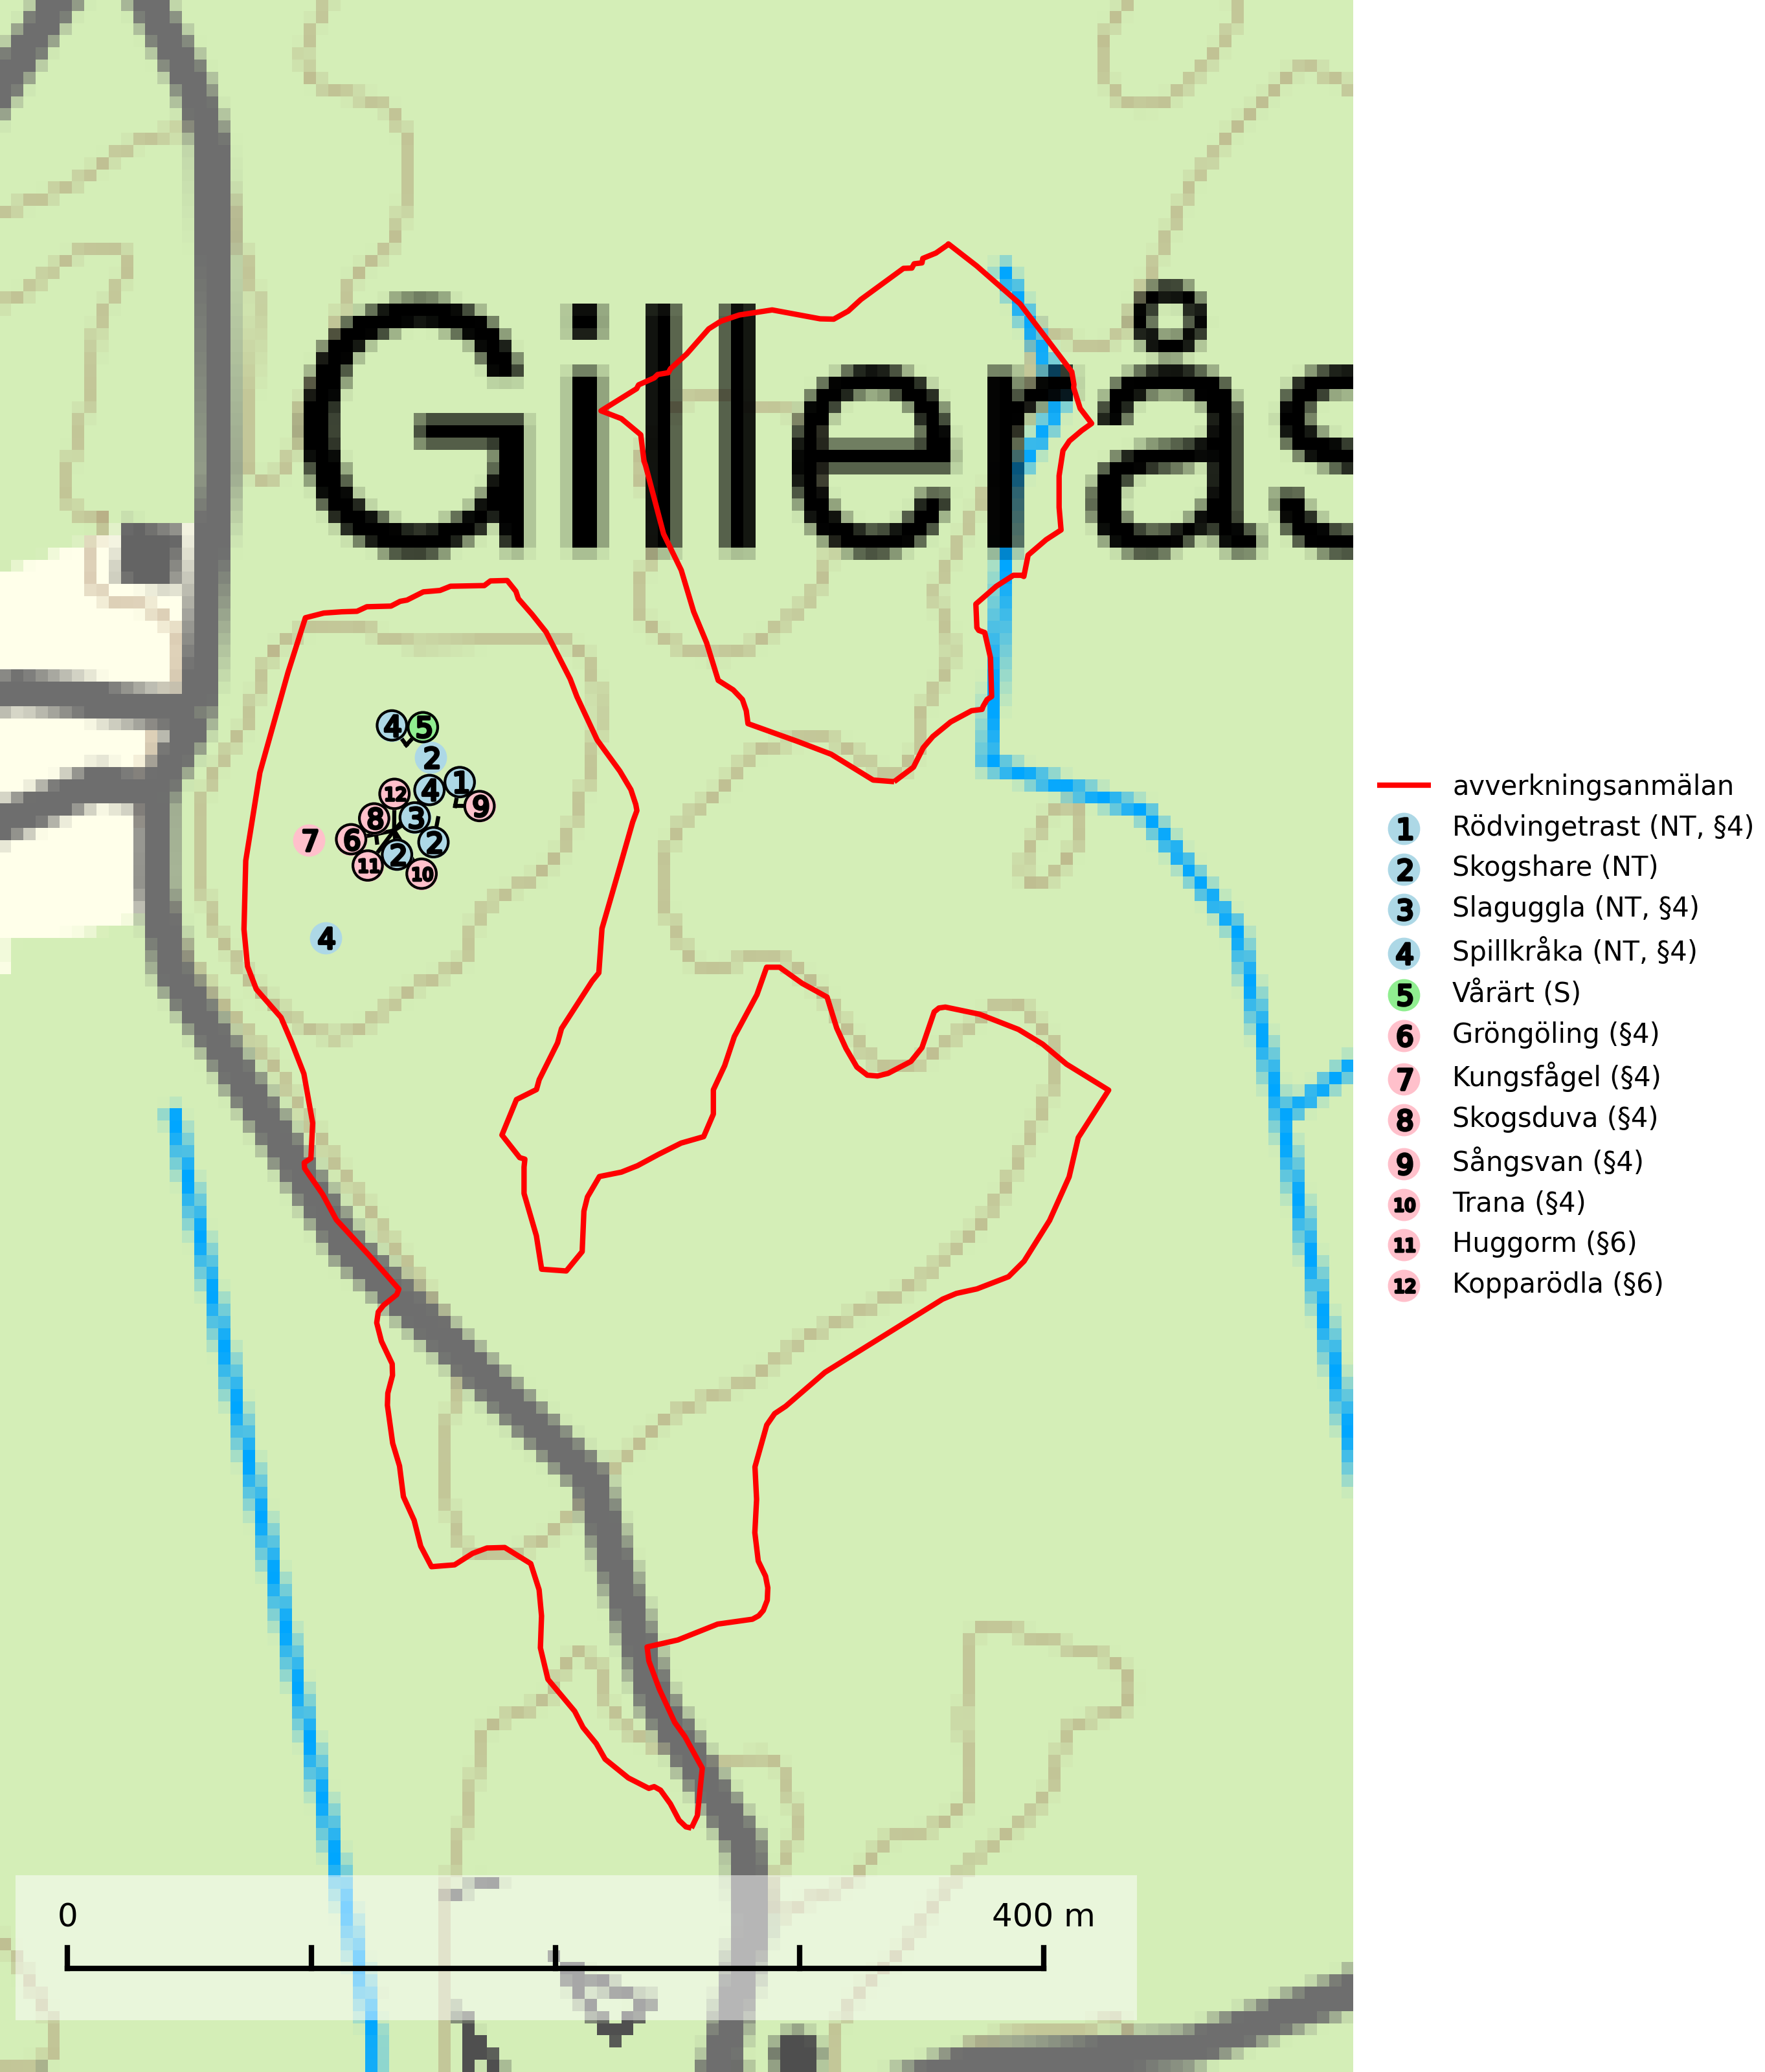 Gillerås
4 5
2
1
12 4 9
8 3
7 6 2
2
11 10
4
avverkningsanmälan
1 Rödvingetrast (NT, §4)
2 Skogshare (NT)
3 Slaguggla (NT, §4)
4 Spillkråka (NT, §4)
5 Vårärt (S)
6 Gröngöling (§4)
7 Kungsfågel (§4)
8 Skogsduva (§4)
9 Sångsvan (§4)
10 Trana (§4)
11 Huggorm (§6)
12 Kopparödla (§6)
0 400 m